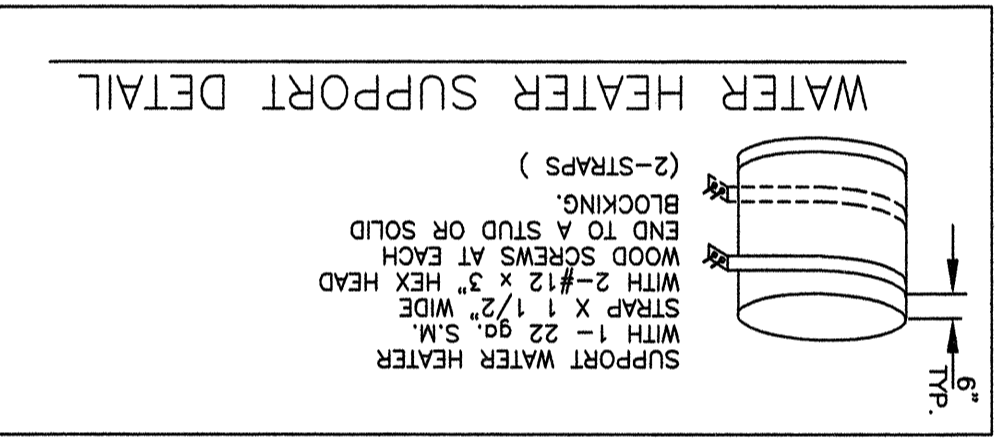 6"
TYP.
SUPPORT WATER HEATER
WITH 1- 22 ga. S.M.
STRAP X 1 1/2" WIDE
WITH 2-#12 x 3" HEX HEAD
WOOD SCREWS AT EACH
END TO A STUD OR SOLID
BLOCKING.
(2-STRAPS )
WATER HEATER SUPPORT DETAIL